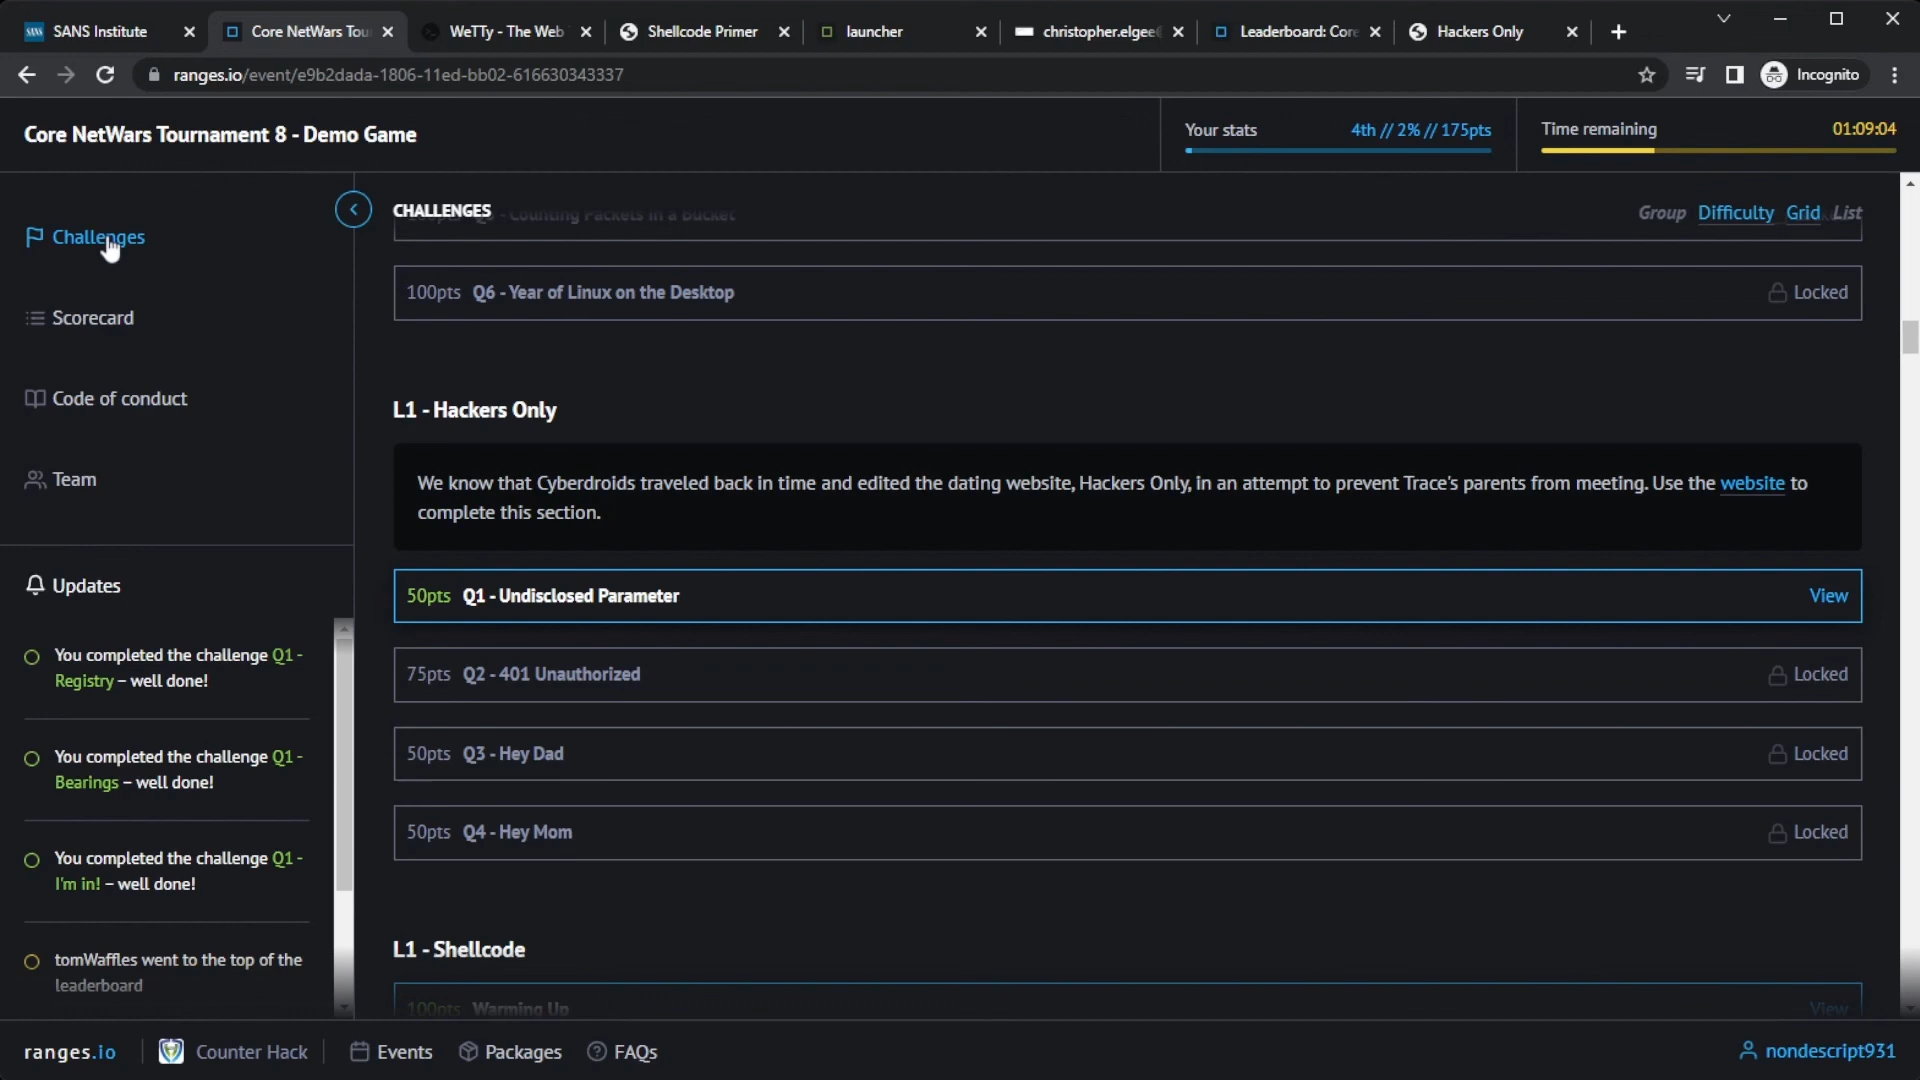 SANS Institute
Core NetWars Tou
WeTTy - The Web
Shellcode Primer
launcher
christopher.elgee
Leaderboard: Core
Hackers Only
ranges.io/event/e9b2dada-1806-11ed-bb02-616630343337
Incognito
Core NetWars Tournament 8 - Demo Game
Your stats
4th // 2% // 175pts
Time remaining
01:09:04
Challenges
Scorecard
Code of conduct
Team
Updates
You completed the challenge Q1 -
Registry – well done!
You completed the challenge Q1 -
Bearings – well done!
You completed the challenge Q1 -
I'm in! – well done!
tomWaffles went to the top of the
leaderboard
CHALLENGES
Counting Packets in a Bucket
Group Difficulty Grid List
100pts Q6 - Year of Linux on the Desktop
Locked
L1 - Hackers Only
We know that Cyberdroids traveled back in time and edited the dating website, Hackers Only, in an attempt to prevent Trace's parents from meeting. Use the website to
complete this section.
50pts Q1 - Undisclosed Parameter
View
75pts Q2 - 401 Unauthorized
Locked
50pts Q3 - Hey Dad
Locked
50pts Q4 - Hey Mom
Locked
L1 - Shellcode
100pts Warming Up
View
ranges.io
Counter Hack
Events
Packages
FAQs
nondescript931